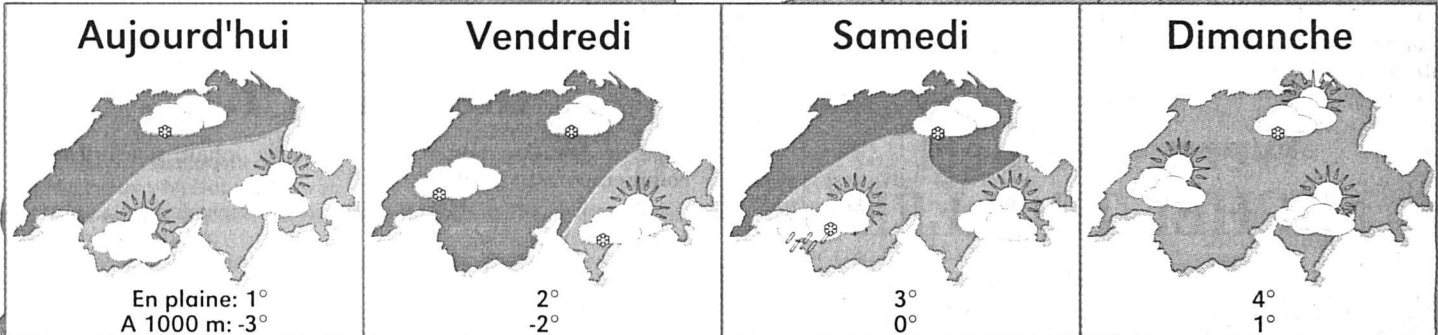 Aujourd'hui
En plaine: 1°
A 1000 m: -3°
Vendredi
2°
-2°
Samedi
3°
0°
Dimanche
4°
1°